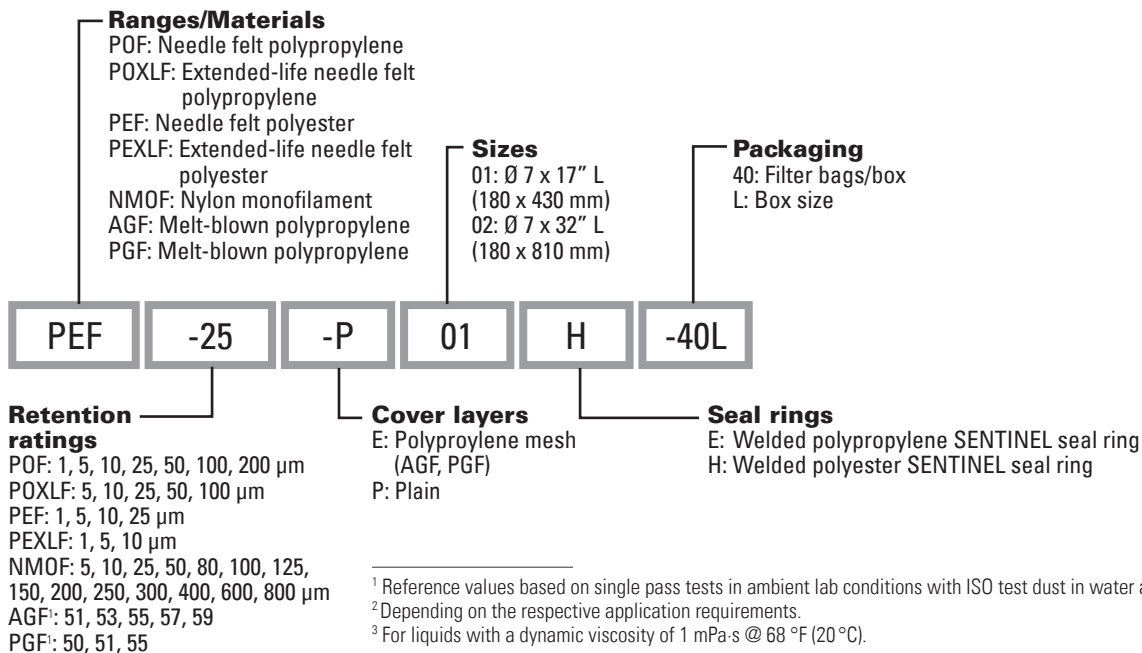 Ranges/Materials
POF: Needle felt polypropylene
POXLF: Extended-life needle felt
polypropylene
PEF: Needle felt polyester
PEXLF: Extended-life needle felt
polyester
NMOF: Nylon monofilament
AGF: Melt-blown polypropylene
PGF: Melt-blown polypropylene
Sizes
01: Ø 7 x 17” L
(180 x 430 mm)
02: Ø 7 x 32” L
(180 x 810 mm)
Packaging
40: Filter bags/box
L: Box size
PEF -25 -P 01 H -40L
Retention
ratings
POF: 1, 5, 10, 25, 50, 100, 200 µm
POXLF: 5, 10, 25, 50, 100 µm
PEF: 1, 5, 10, 25 µm
PEXLF: 1, 5, 10 µm
NMOF: 5, 10, 25, 50, 80, 100, 125,
150, 200, 250, 300, 400, 600, 800 µm
AGF¹: 51, 53, 55, 57, 59
PGF¹: 50, 51, 55
Cover layers
E: Polyproylene mesh
(AGF, PGF)
P: Plain
Seal rings
E: Welded polypropylene SENTINEL seal ring
H: Welded polyester SENTINEL seal ring
¹ Reference values based on single pass tests in ambient lab conditions with ISO test dust in water
² Depending on the respective application requirements.
³ For liquids with a dynamic viscosity of 1 mPa·s @ 68 °F (20°C).